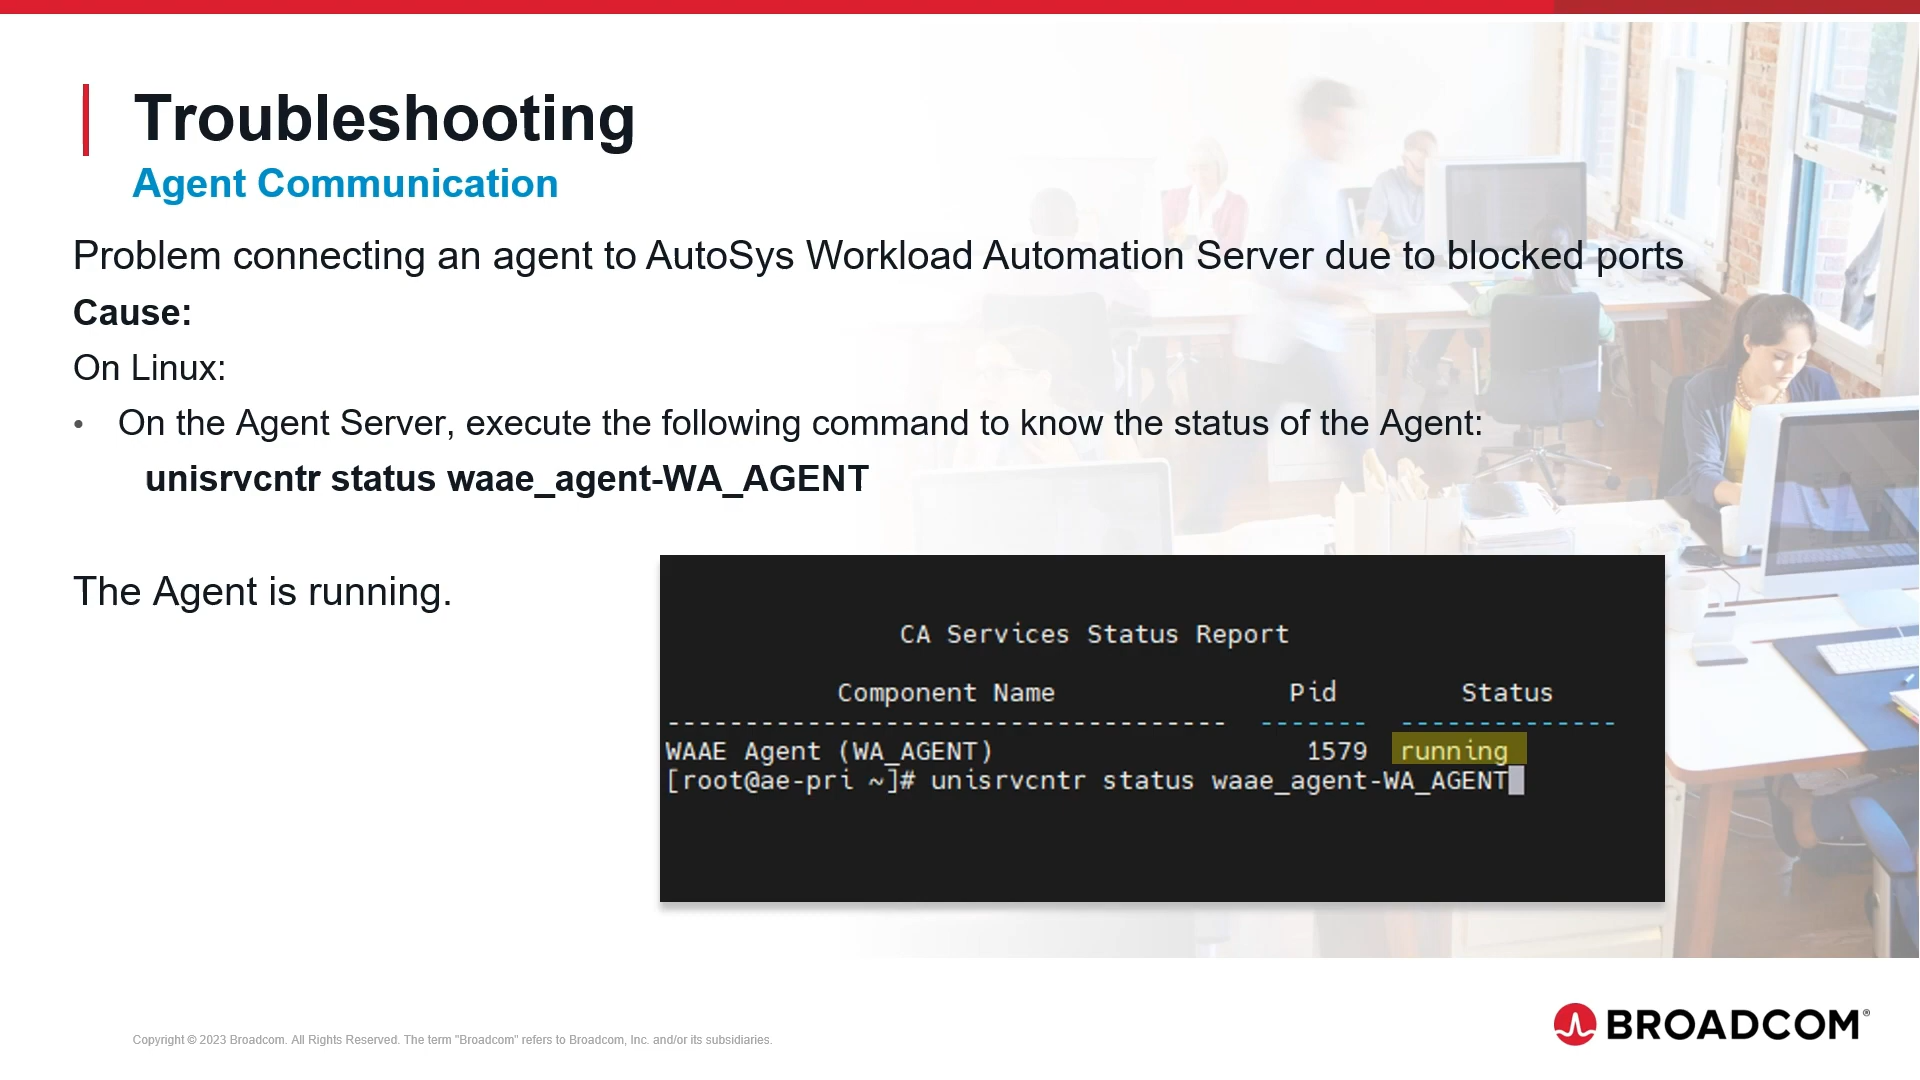 Troubleshooting
Agent Communication
Problem connecting an agent to AutoSys Workload Automation Server due to blocked ports
Cause:
On Linux:
• On the Agent Server, execute the following command to know the status of the Agent:
unisrvcntr status waae_agent-WA_AGENT
The Agent is running.
CA Services Status Report
Component Name Pid Status
------------------------------------ ------- --------------
WAAE Agent (WA_AGENT) 1579 running
[root@ae-pri ~]# unisrvcntr status waae_agent-WA_AGENT
Copyright © 2023 Broadcom. All Rights Reserved. The term "Broadcom" refers to Broadcom, Inc. and/or its subsidiaries.
BROADCOM®